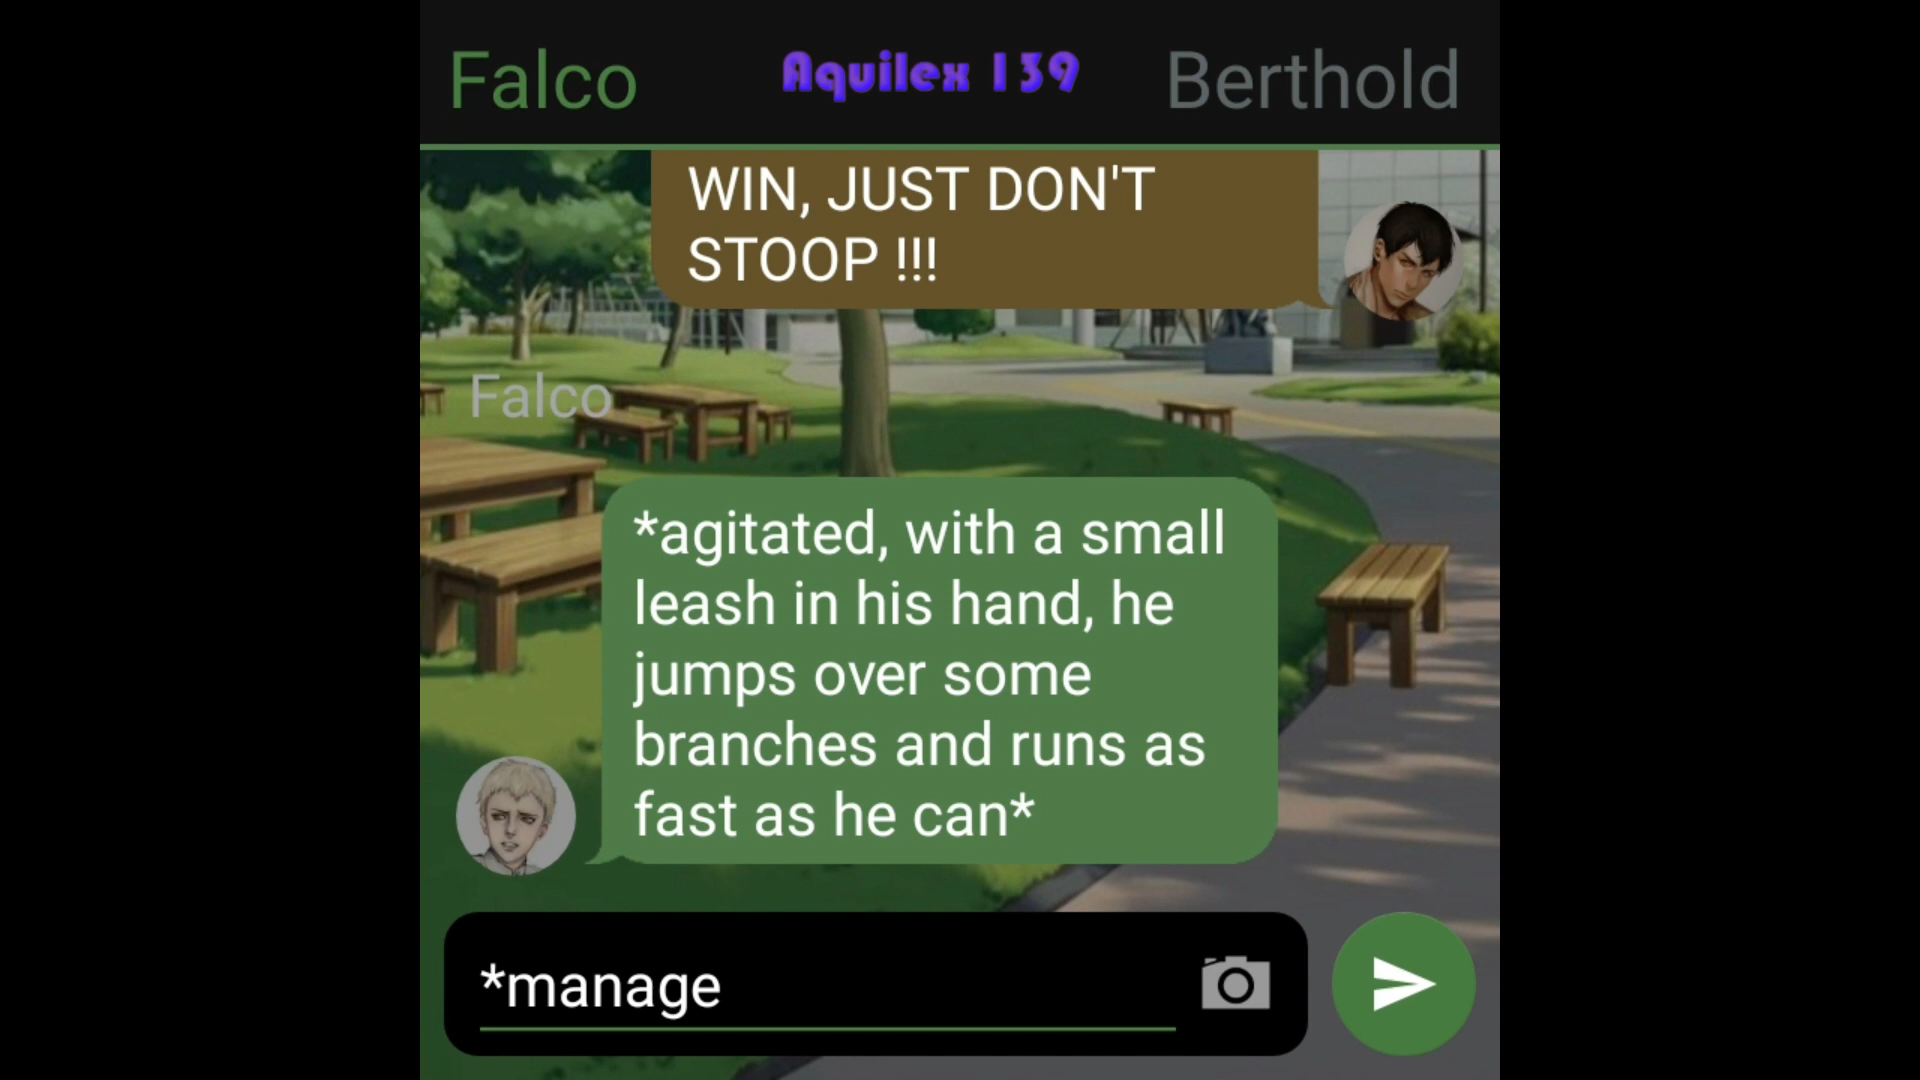 Falco
Aquilex 139
Berthold
WIN, JUST DON'T
STOOP !!!
Falco
*agitated, with a small
leash in his hand, he
jumps over some
branches and runs as
fast as he can*
*manage